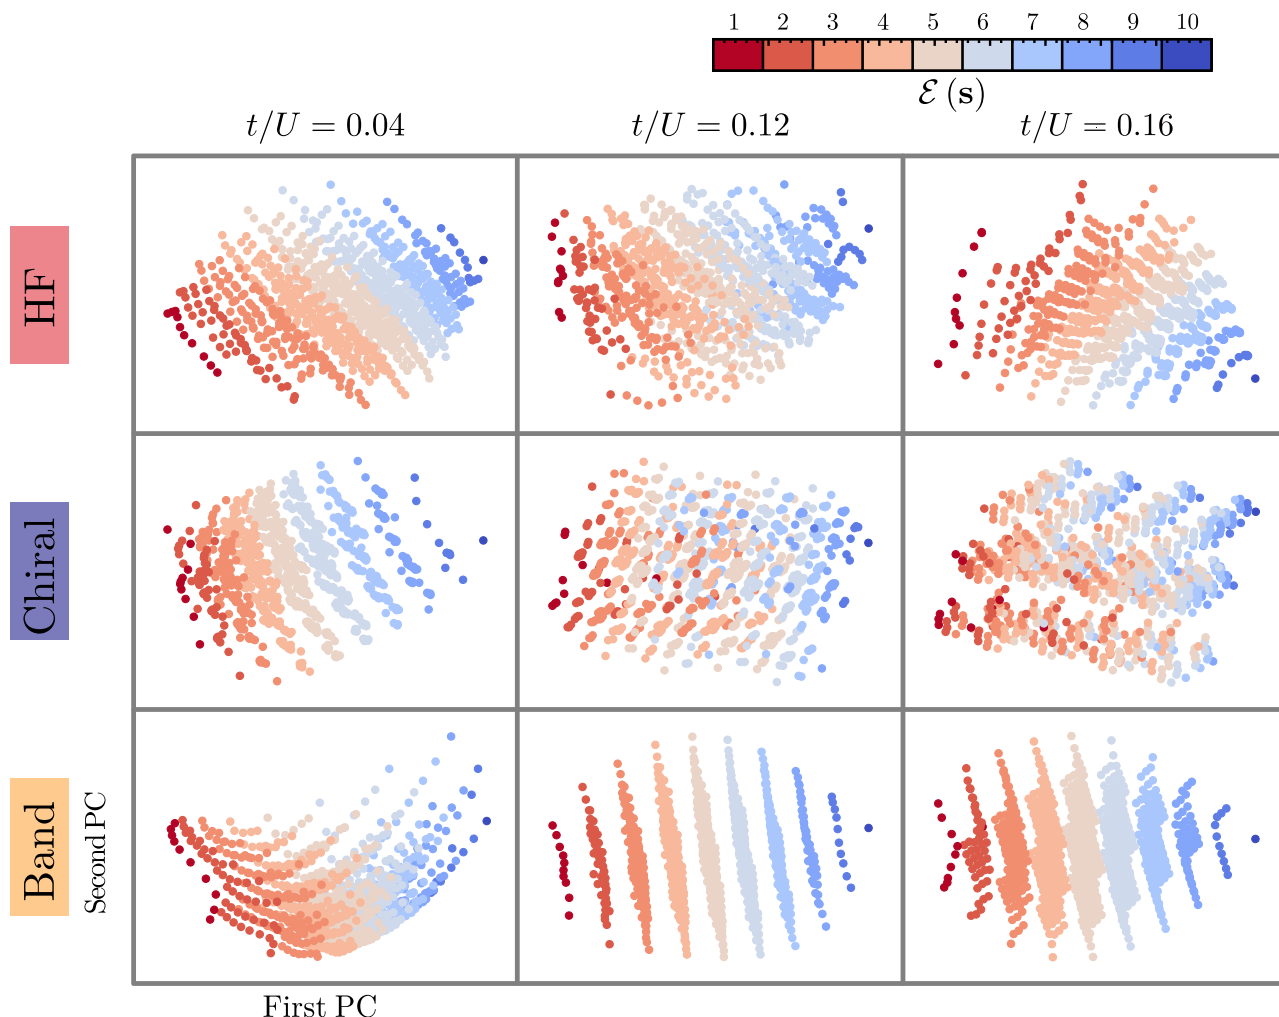 1 2 3 4 5 6 7 8 9 10
ℰ (s)
t/U = 0.04 t/U = 0.12 t/U = 0.16
HF
Chiral
Band
Second PC
First PC